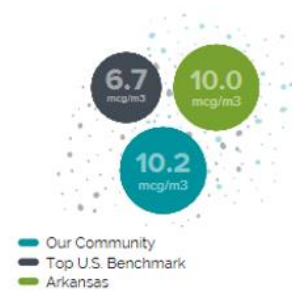 6.7
mcg/m3
10.0
mcg/m3
10.2
mcg/m3
Our Community
Top U.S. Benchmark
Arkansas